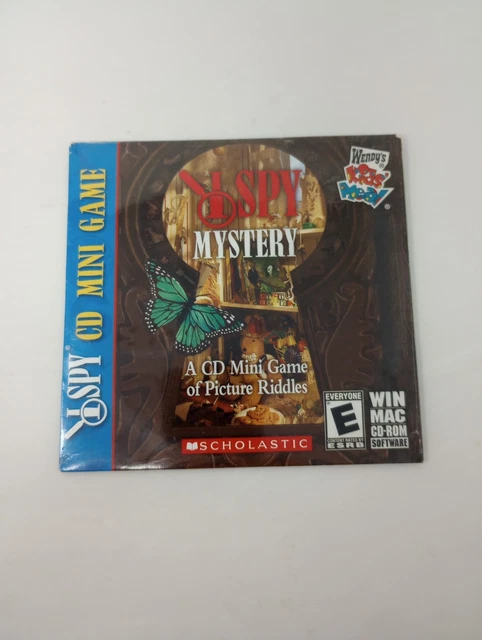 I SPY CD MINI GAME
WENDY'S
Kids'
Meal
®
®
I SPY
MYSTERY
A CD Mini Game
of Picture Riddles
SCHOLASTIC
EVERYONE
E
CONTENT RATED BY
ESRB
WIN
MAC
CD-ROM
SOFTWARE